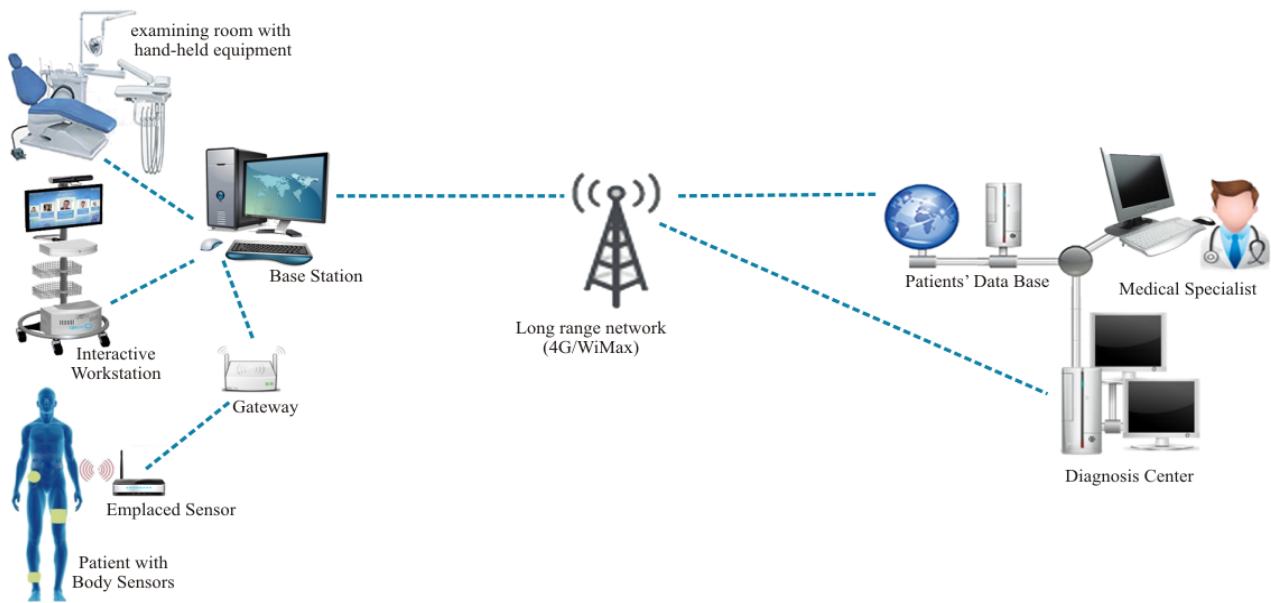 examining room with
hand-held equipment
Base Station
Interactive
Workstation
Gateway
Emplaced Sensor
Patient with
Body Sensors
Long range network
(4G/WiMax)
Patients' Data Base
Medical Specialist
Diagnosis Center